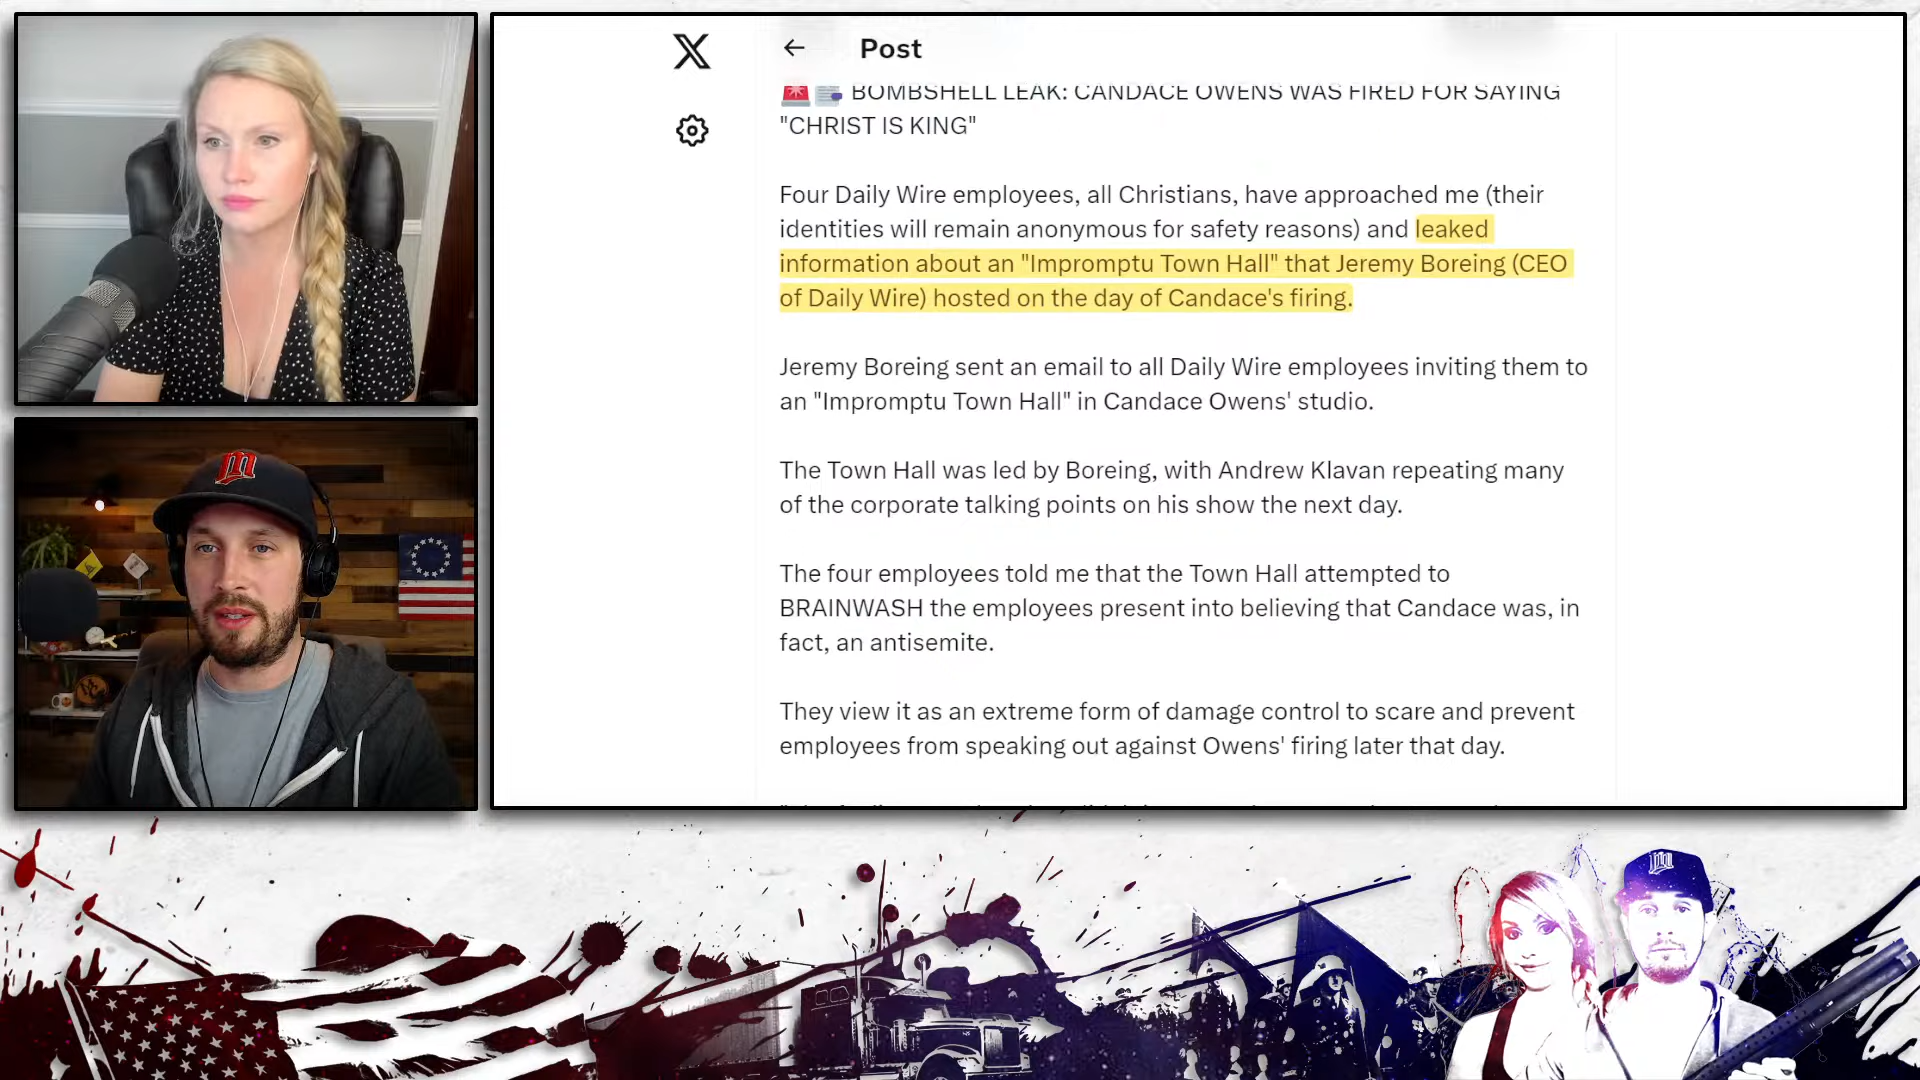 Post
BOMBSHELL LEAK: CANDACE OWENS WAS FIRED FOR SAYING
"CHRIST IS KING"
Four Daily Wire employees, all Christians, have approached me (their
identities will remain anonymous for safety reasons) and leaked
information about an "Impromptu Town Hall" that Jeremy Boreing (CEO
of Daily Wire) hosted on the day of Candace's firing.
Jeremy Boreing sent an email to all Daily Wire employees inviting them to
an "Impromptu Town Hall" in Candace Owens' studio.
The Town Hall was led by Boreing, with Andrew Klavan repeating many
of the corporate talking points on his show the next day.
The four employees told me that the Town Hall attempted to
BRAINWASH the employees present into believing that Candace was, in
fact, an antisemite.
They view it as an extreme form of damage control to scare and prevent
employees from speaking out against Owens' firing later that day.